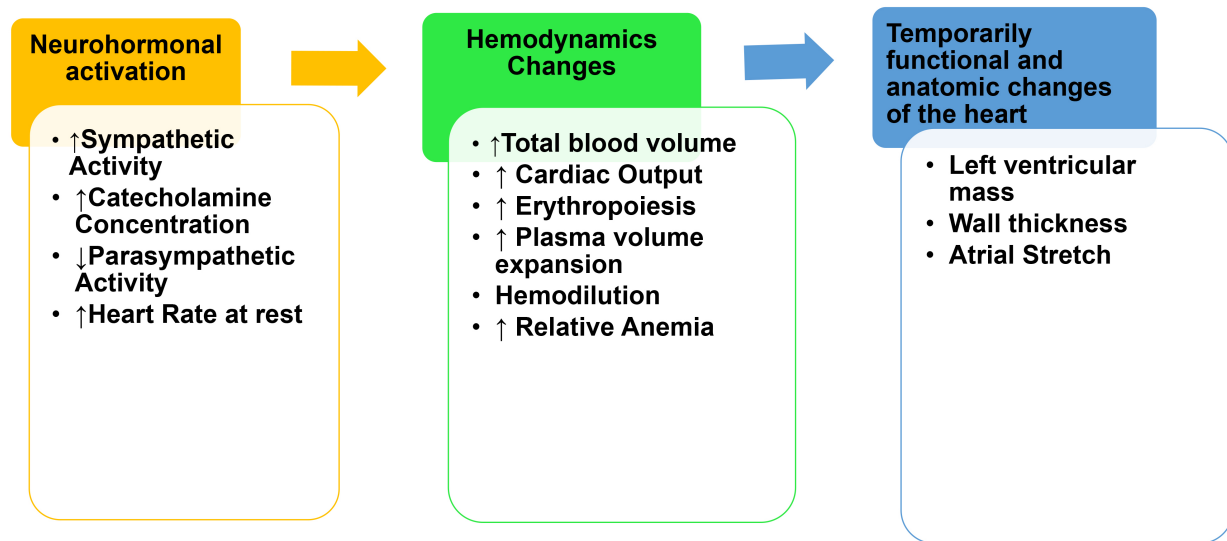 Neurohormonal
activation
• ↑Sympathetic
Activity
• ↑Catecholamine
Concentration
• ↓Parasympathetic
Activity
• ↑Heart Rate at rest
Hemodynamics
Changes
• ↑Total blood volume
• ↑ Cardiac Output
• ↑ Erythropoiesis
• ↑ Plasma volume
expansion
• Hemodilution
• ↑ Relative Anemia
Temporarily
functional and
anatomic changes
of the heart
• Left ventricular
mass
• Wall thickness
• Atrial Stretch